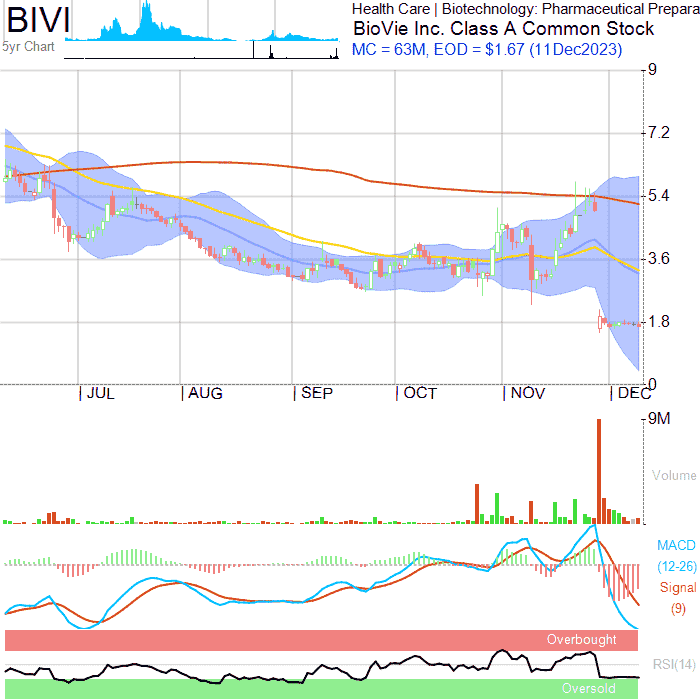 BIVI
5yr Chart
Health Care | Biotechnology: Pharmaceutical Prepara
BioVie Inc. Class A Common Stock
MC = 63M, EOD = $1.67 (11Dec2023)
9
7.2
5.4
3.6
1.8
0
JUL
AUG
SEP
OCT
NOV
DEC
9M
Volume
MACD
(12-26)
Signal
(9)
Overbought
RSI(14)
Oversold